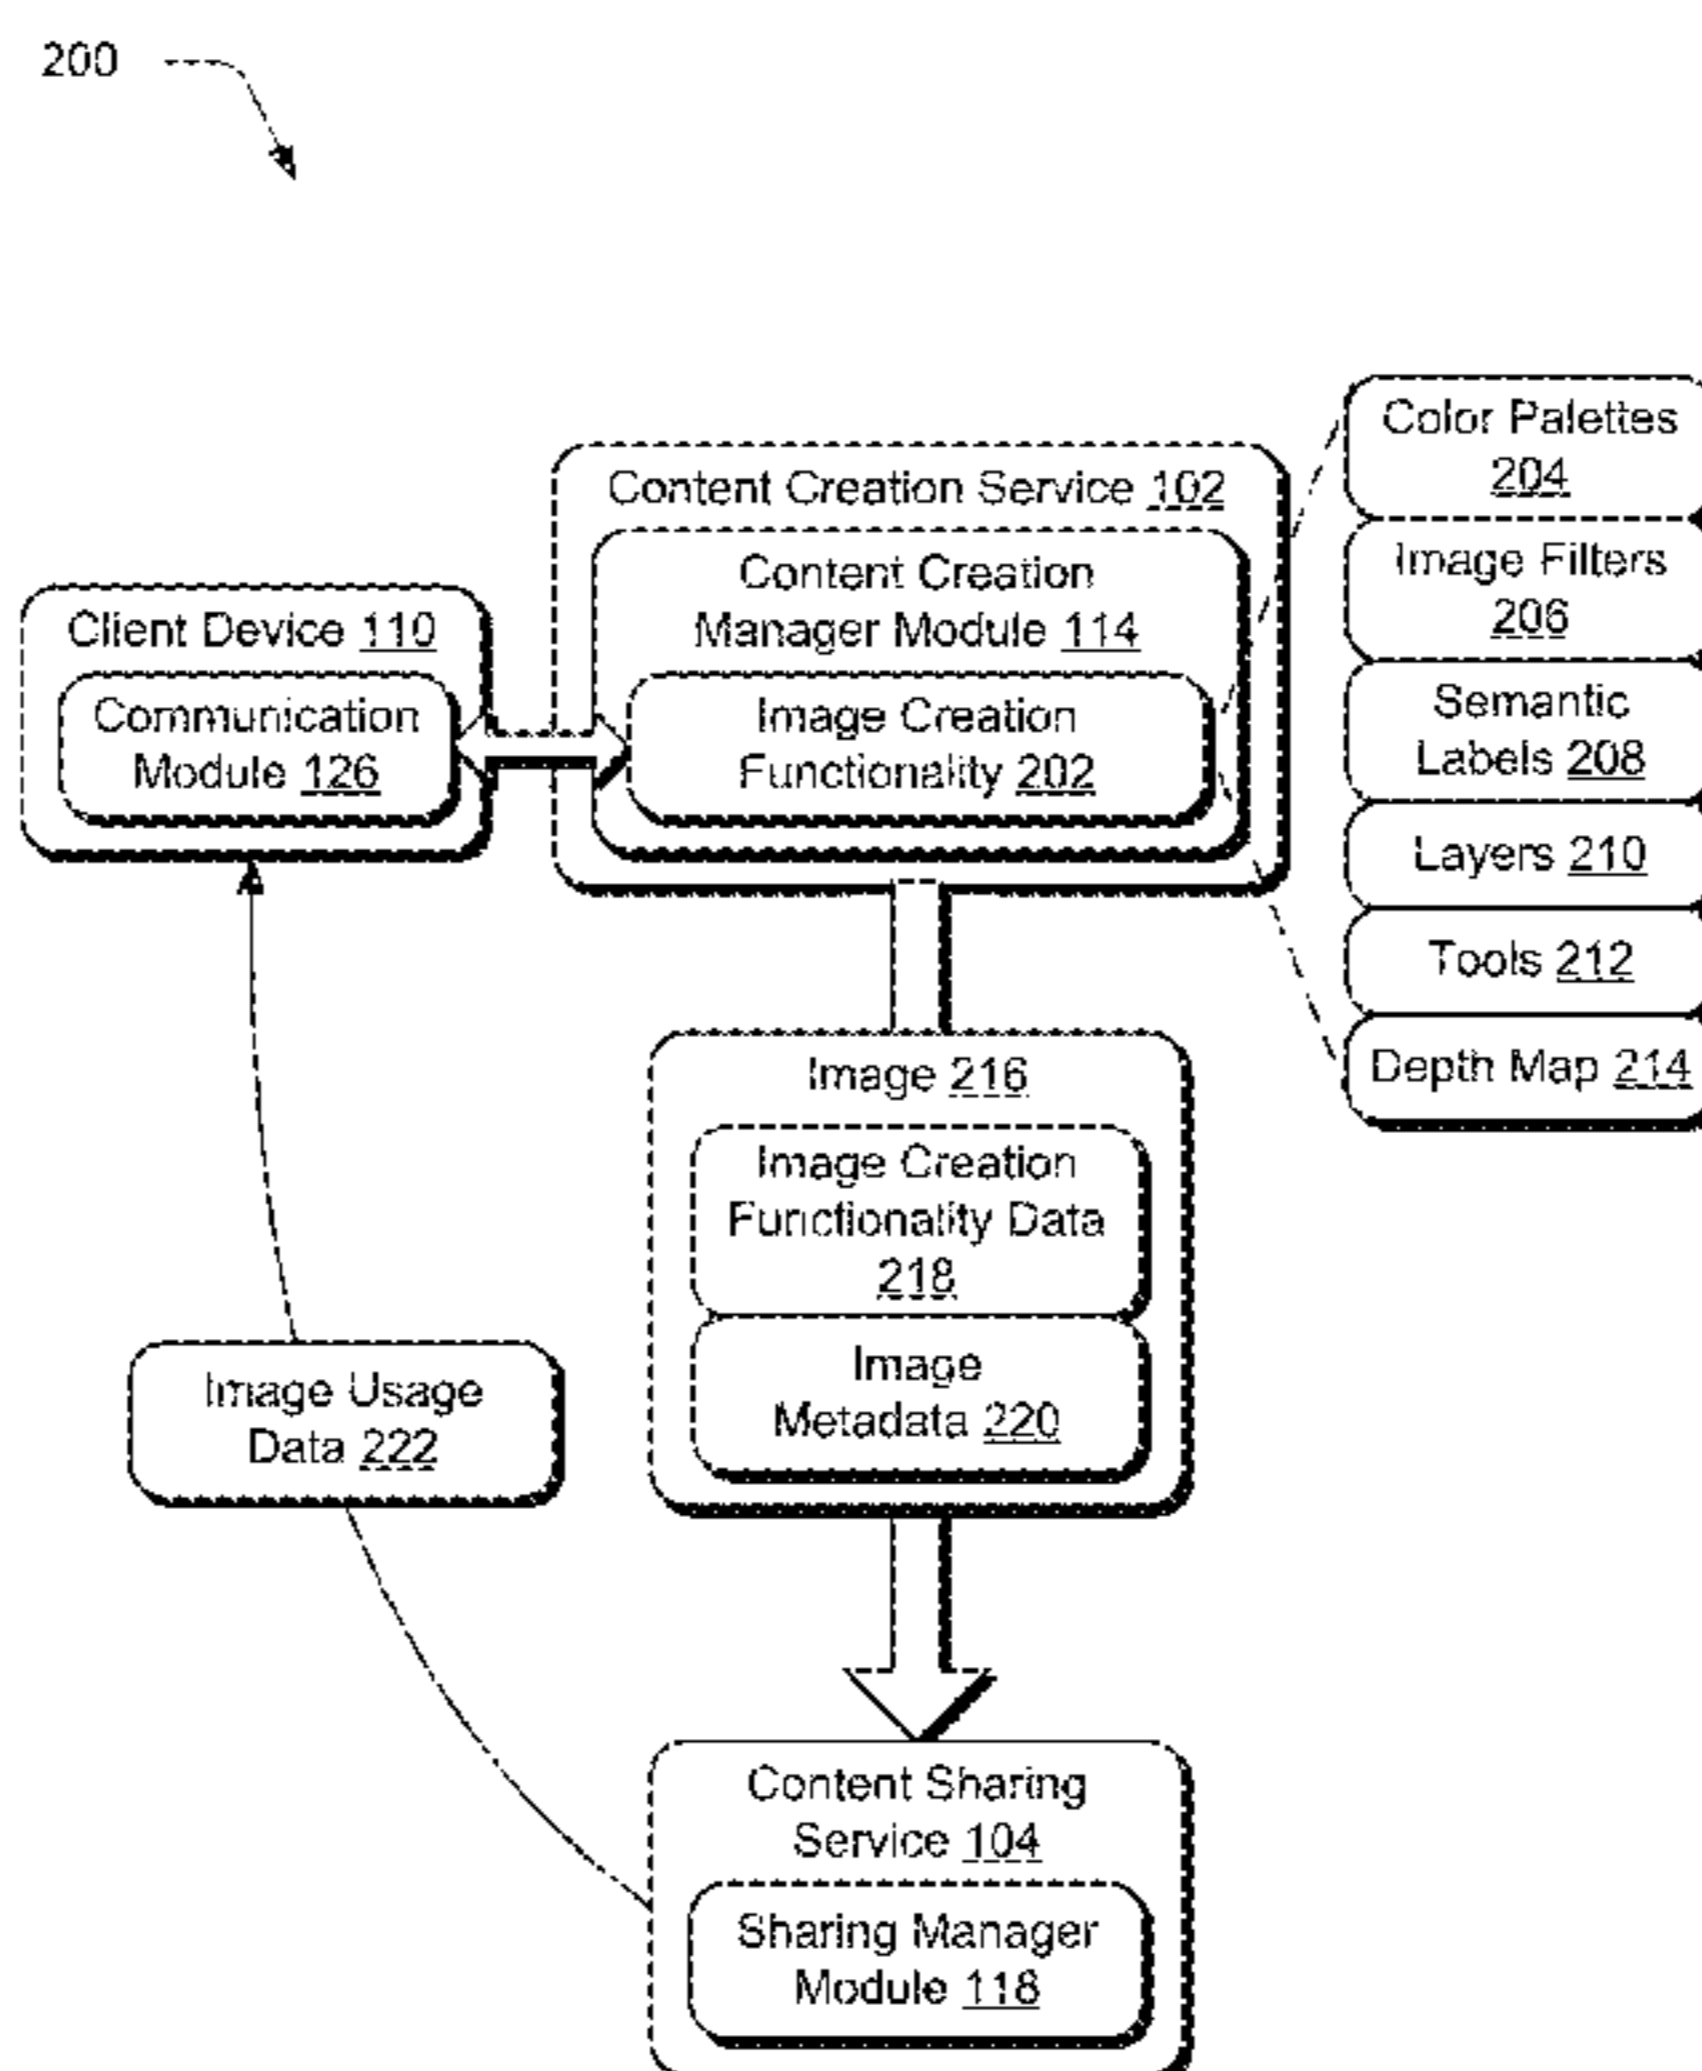 200
Color Palettes
204
Image Filters
206
Semantic
Labels 208
Layers 210
Tools 212
Depth Map 214
Content Creation Service 102
Content Creation
Manager Module 114
Image Creation
Functionality 202
Client Device 110
Communication
Module 126
Image 216
Image Creation
Functionality Data
218
Image
Metadata 220
Image Usage
Data 222
Content Sharing
Service 104
Sharing Manager
Module 118